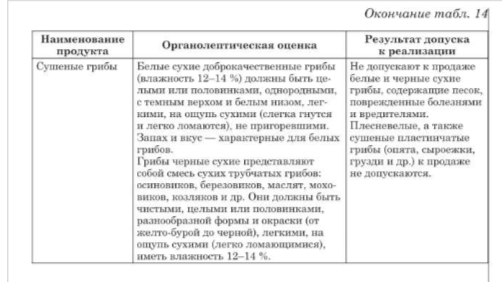 Окончание табл. 14
Наименование продукта
Органолептическая оценка
Результат допуска к реализации
Сушеные грибы
Белые сухие доброкачественные грибы
(влажность 12–14 %) должны быть це-
лыми или половинками, однородными,
с темным верхом и белым низом, лег-
кими, на ощупь сухими (слегка гнутся
и легко ломаются), не пригоревшими.
Запах и вкус — характерные для белых
грибов.
Грибы черные сухие представляют
собой смесь сухих трубчатых грибов:
осиновиков, березовиков, маслят, мохо-
виков, козляков и др. Они должны быть
чистыми, целыми или половинками,
разнообразной формы и окраски (от
желто-бурой до черной), легкими, на
ощупь сухими (легко ломающимися),
иметь влажность 12–14 %.
Не допускают к продаже
белые и черные сухие
грибы, содержащие песок,
поврежденные болезнями
и вредителями.
Плесневелые, а также
сушеные пластинчатые
грибы (опята, сыроежки,
грузди и др.) к продаже
не допускаются.